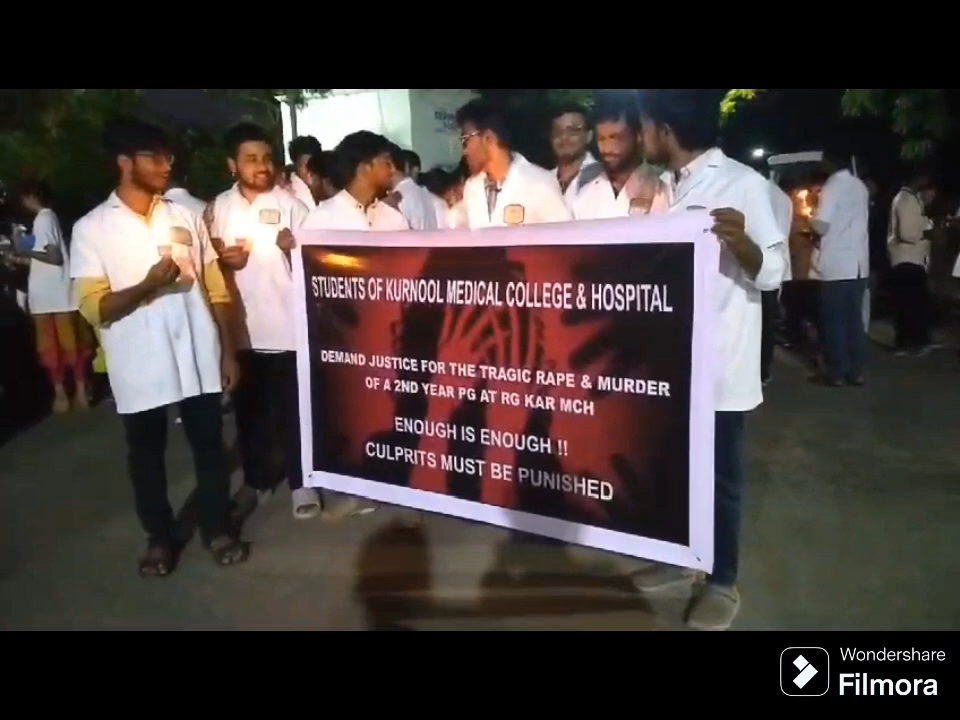 STUDENTS OF KURNOOL MEDICAL COLLEGE & HOSPITAL
DEMAND JUSTICE FOR THE TRAGIC RAPE & MURDER
OF A 2ND YEAR PG AT RG KAR MCH
ENOUGH IS ENOUGH !!
CULPRITS MUST BE PUNISHED
Wondershare
Filmora